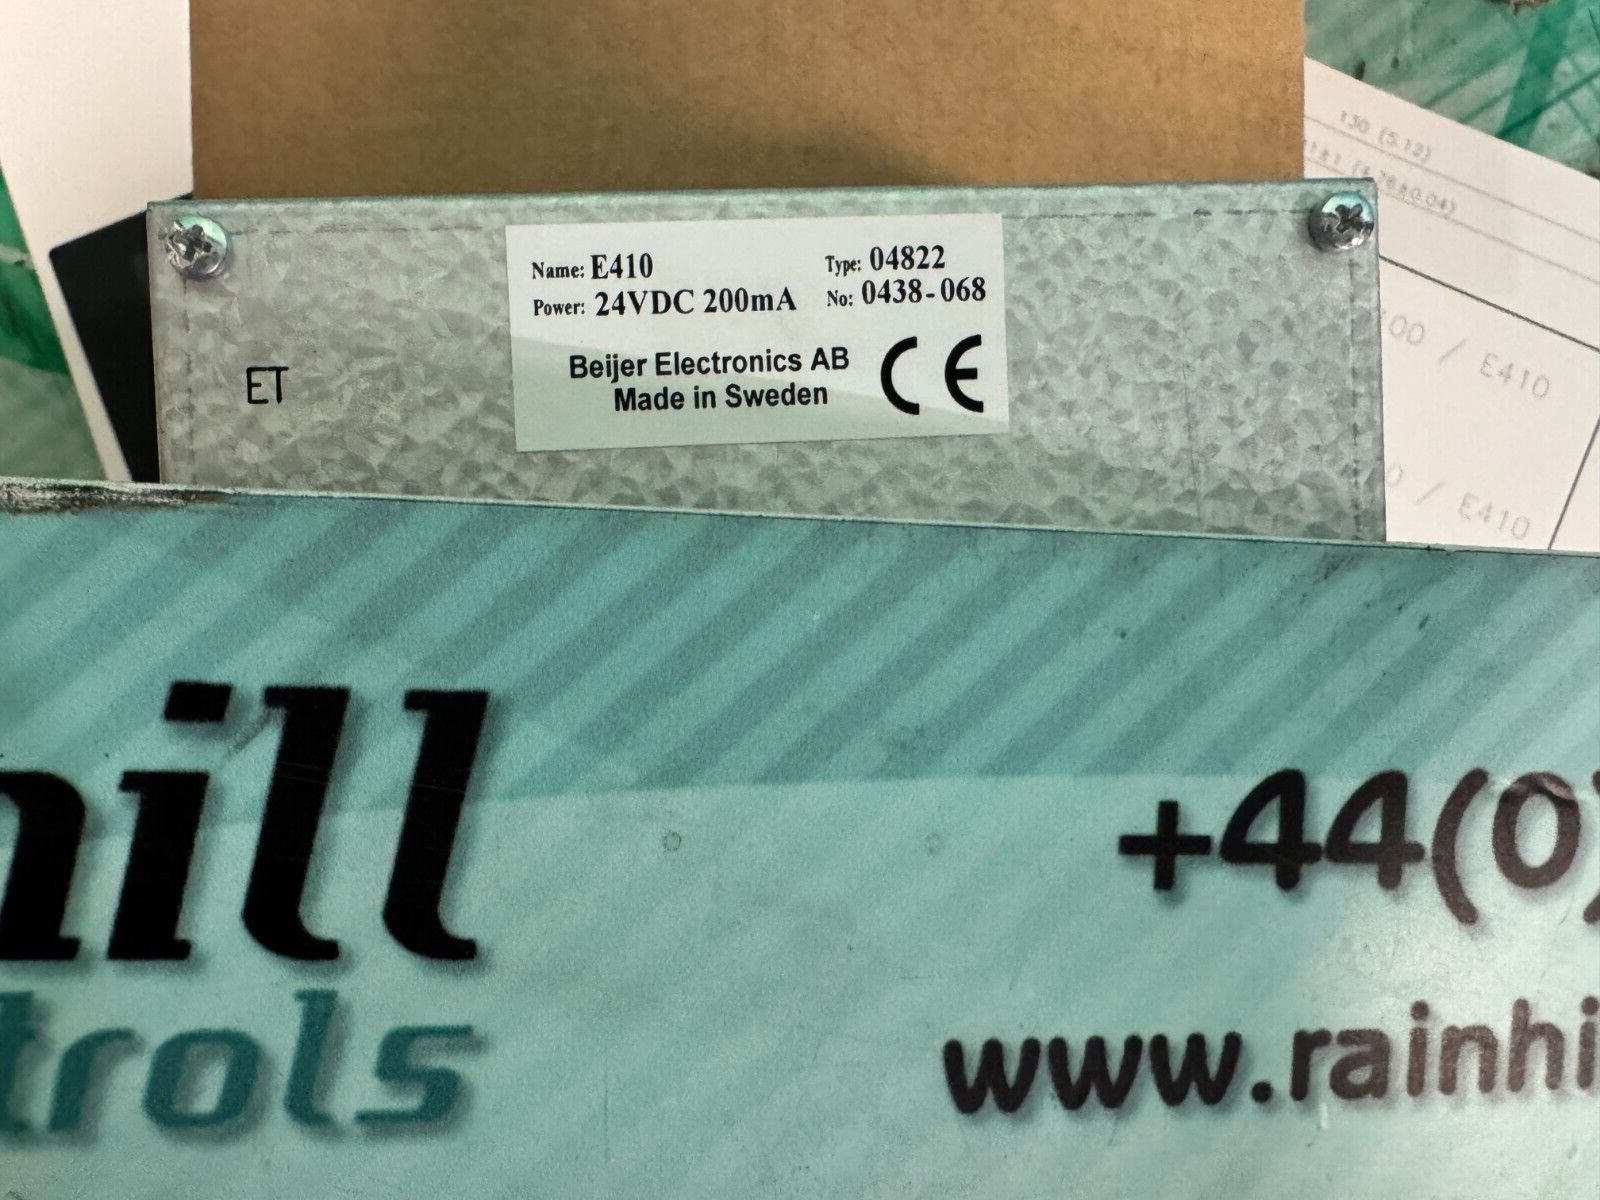 130 (5.12)
Name: E410 Type: 04822
Power: 24VDC 200mA No: 0438-068
Beijer Electronics AB CE
Made in Sweden
ET
00 / E410
0 / E410
hill
trols
+44(0)
www.rainhi